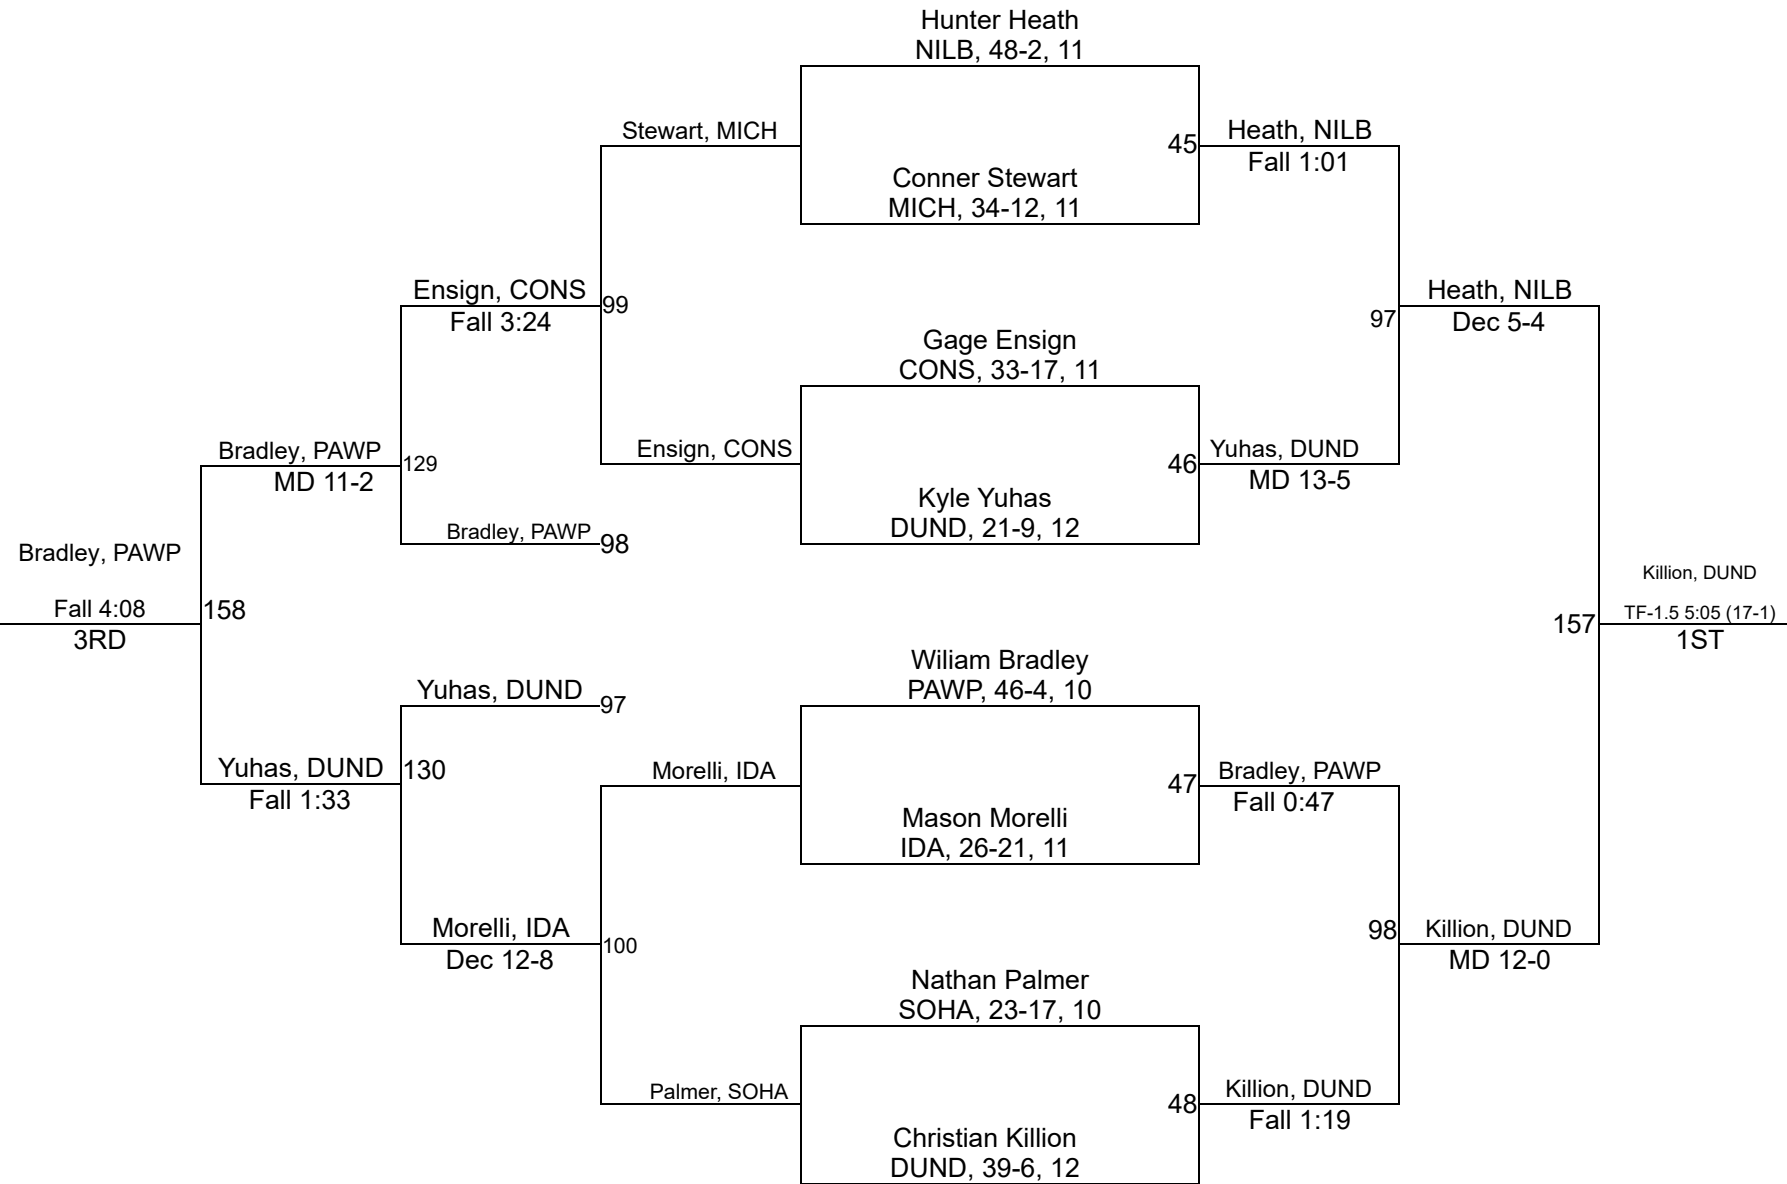 Hunter Heath
NILB, 48-2, 11
Stewart, MICH
45
Heath, NILB
Fall 1:01
Conner Stewart
MICH, 34-12, 11
Ensign, CONS
Fall 3:24
99
Heath, NILB
Dec 5-4
97
Gage Ensign
CONS, 33-17, 11
Bradley, PAWP
MD 11-2
129
Ensign, CONS
46
Yuhas, DUND
MD 13-5
Kyle Yuhas
DUND, 21-9, 12
Bradley, PAWP
98
Bradley, PAWP
Fall 4:08
3RD
158
Killion, DUND
TF-1.5 5:05 (17-1)
1ST
157
Wiliam Bradley
PAWP, 46-4, 10
Yuhas, DUND
97
Yuhas, DUND
Fall 1:33
130
Morelli, IDA
47
Bradley, PAWP
Fall 0:47
Mason Morelli
IDA, 26-21, 11
Morelli, IDA
Dec 12-8
100
98
Killion, DUND
MD 12-0
Nathan Palmer
SOHA, 23-17, 10
Palmer, SOHA
48
Killion, DUND
Fall 1:19
Christian Killion
DUND, 39-6, 12